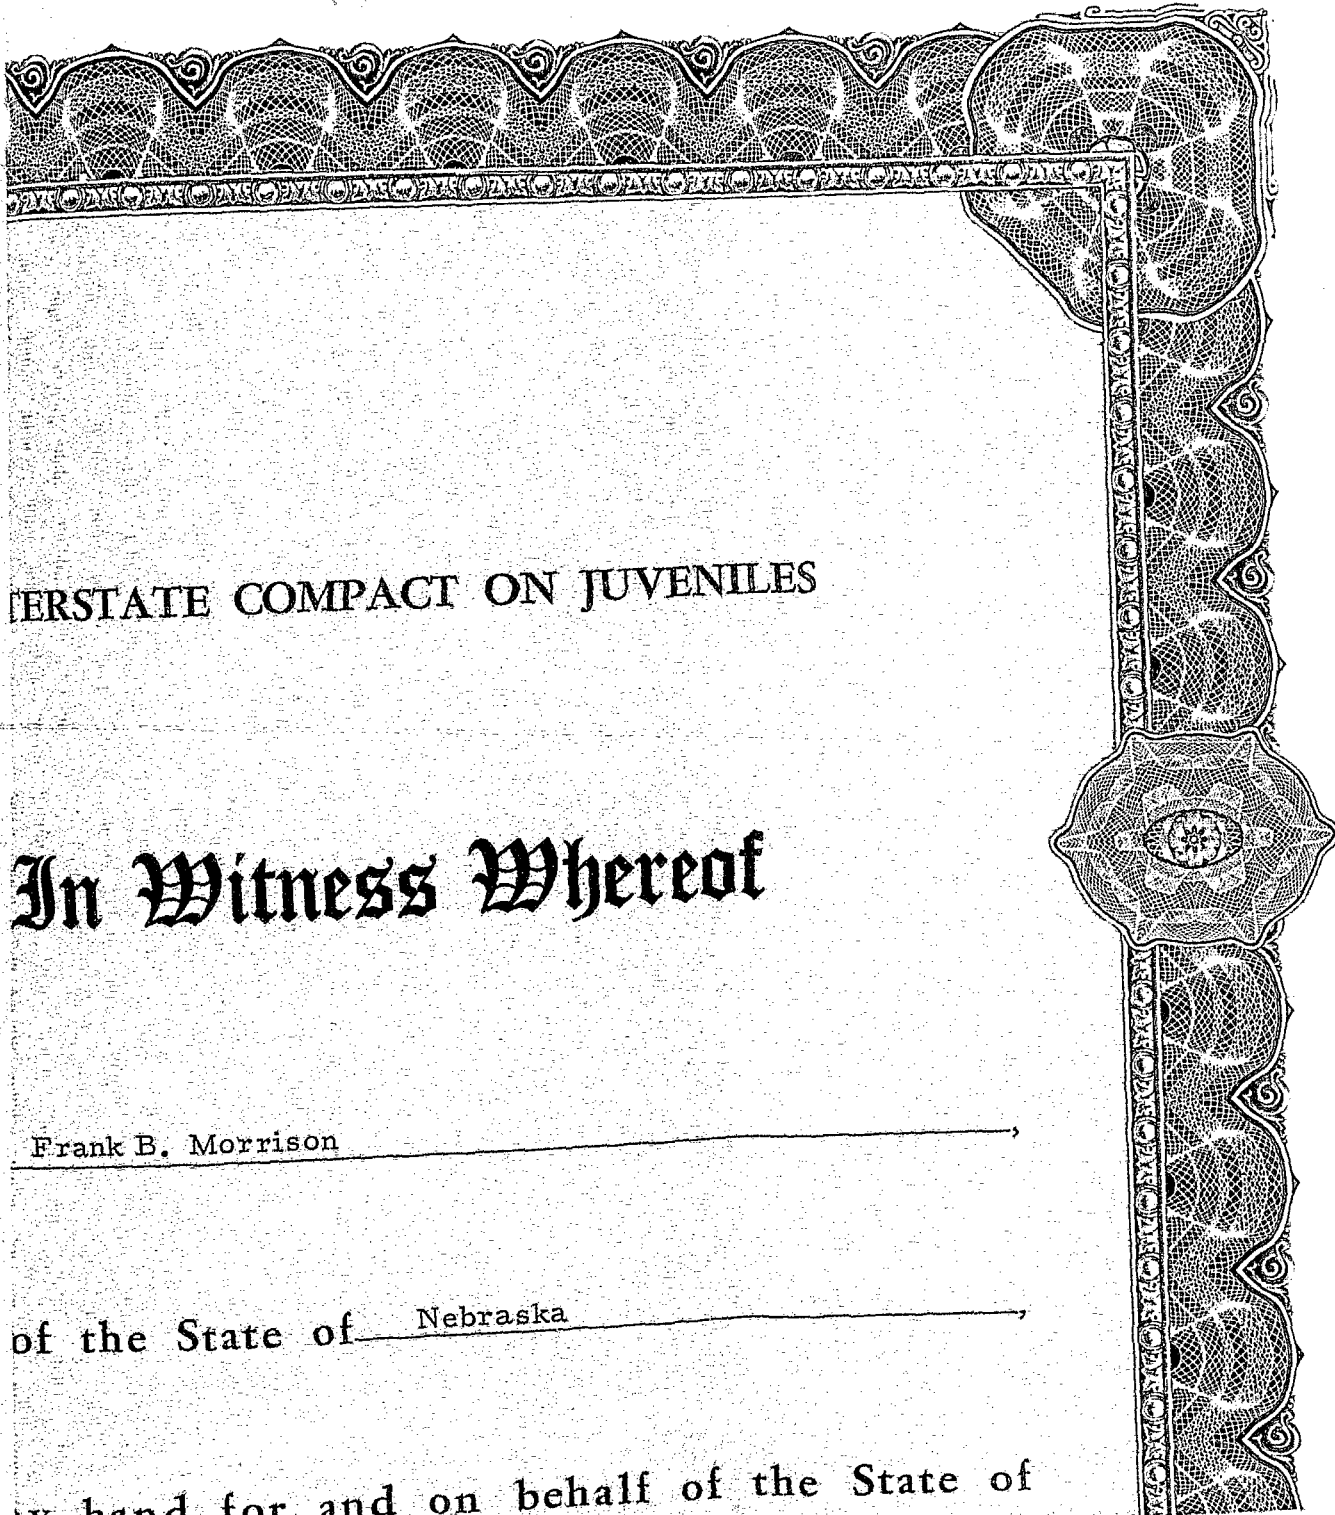 TERSTATE COMPACT ON JUVENILES
In Witness Whereof
Frank B. Morrison,
of the State of Nebraska,
hand for and on behalf of the State of